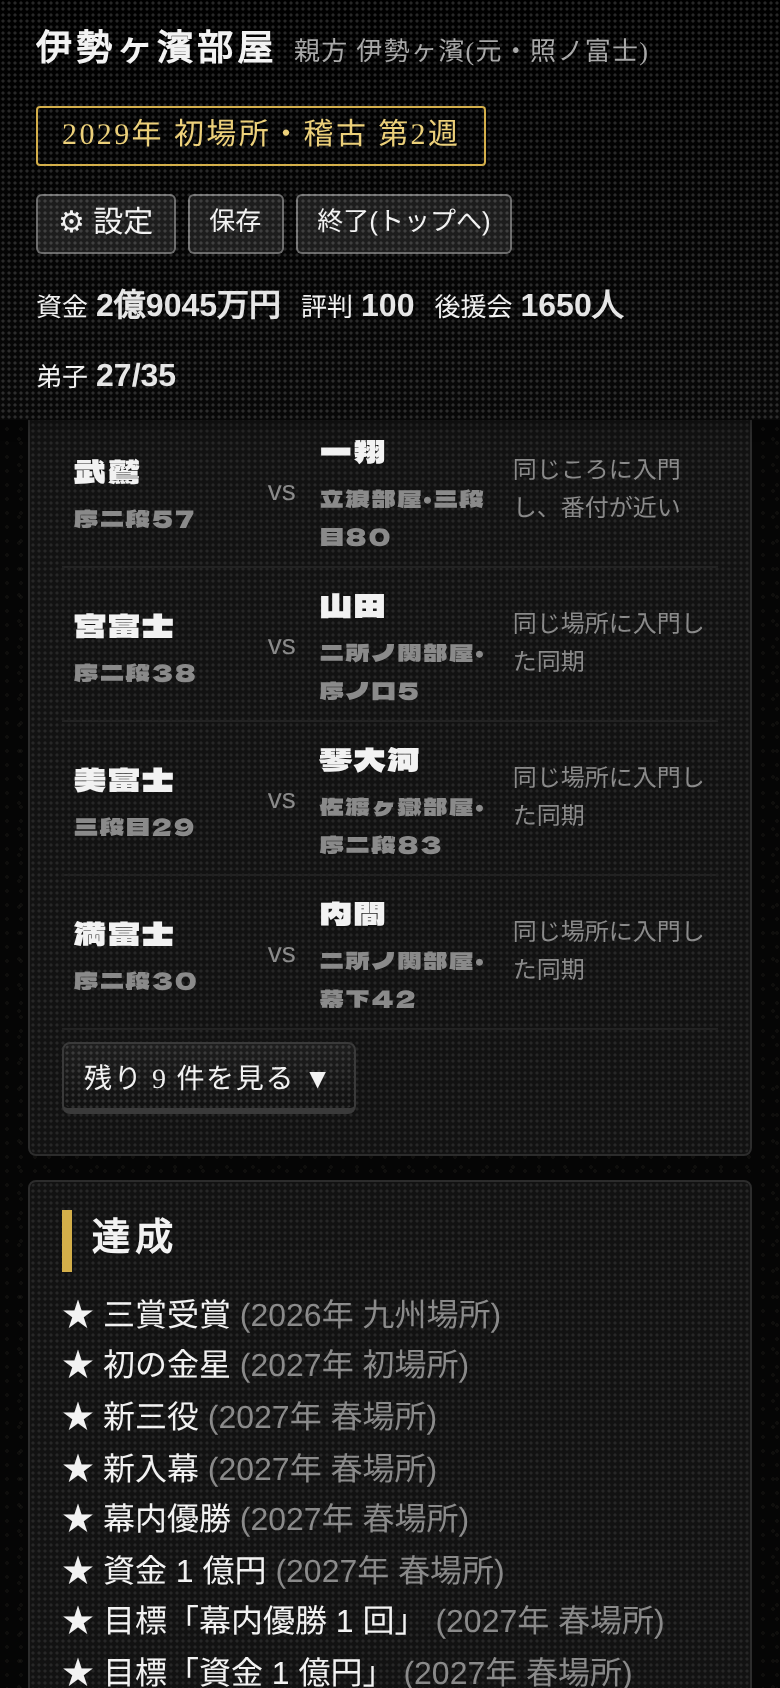 伊勢ヶ濱部屋 親方 伊勢ヶ濱(元・照ノ富士)
2029年 初場所・稽古 第2週
⚙ 設定 保存 終了(トップへ)
資金 2億9045万円 評判 100 後援会 1650人
弟子 27/35
武鷲
序二段57
vs
一翔
立浪部屋・三段
目80
同じころに入門
し、番付が近い
宮富士
序二段38
vs
山田
二所ノ関部屋・
序ノ口5
同じ場所に入門し
た同期
美富士
三段目29
vs
琴大河
佐渡ヶ嶽部屋・
序二段83
同じ場所に入門し
た同期
満富士
序二段30
vs
内間
二所ノ関部屋・
幕下42
同じ場所に入門し
た同期
残り 9 件を見る ▼
達成
★ 三賞受賞 (2026年 九州場所)
★ 初の金星 (2027年 初場所)
★ 新三役 (2027年 春場所)
★ 新入幕 (2027年 春場所)
★ 幕内優勝 (2027年 春場所)
★ 資金 1 億円 (2027年 春場所)
★ 目標「幕内優勝 1 回」 (2027年 春場所)
★ 目標「資金 1 億円」 (2027年 春場所)